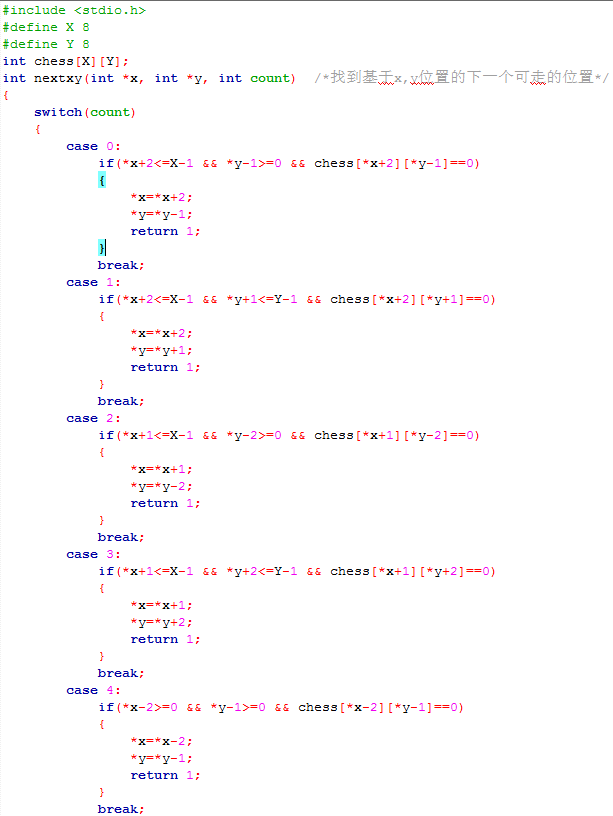 #include <stdio.h>
#define X 8
#define Y 8
int chess[X][Y];
int nextxy(int *x, int *y, int count)  /*找到基于x,y位置的下一个可走的位置*/
{
    switch(count)
    {
        case 0:
            if(*x+2<=X-1 && *y-1>=0 && chess[*x+2][*y-1]==0)
            {
                *x=*x+2;
                *y=*y-1;
                return 1;
            }
            break;
        case 1:
            if(*x+2<=X-1 && *y+1<=Y-1 && chess[*x+2][*y+1]==0)
            {
                *x=*x+2;
                *y=*y+1;
                return 1;
            }
            break;
        case 2:
            if(*x+1<=X-1 && *y-2>=0 && chess[*x+1][*y-2]==0)
            {
                *x=*x+1;
                *y=*y-2;
                return 1;
            }
            break;
        case 3:
            if(*x+1<=X-1 && *y+2<=Y-1 && chess[*x+1][*y+2]==0)
            {
                *x=*x+1;
                *y=*y+2;
                return 1;
            }
            break;
        case 4:
            if(*x-2>=0 && *y-1>=0 && chess[*x-2][*y-1]==0)
            {
                *x=*x-2;
                *y=*y-1;
                return 1;
            }
            break;